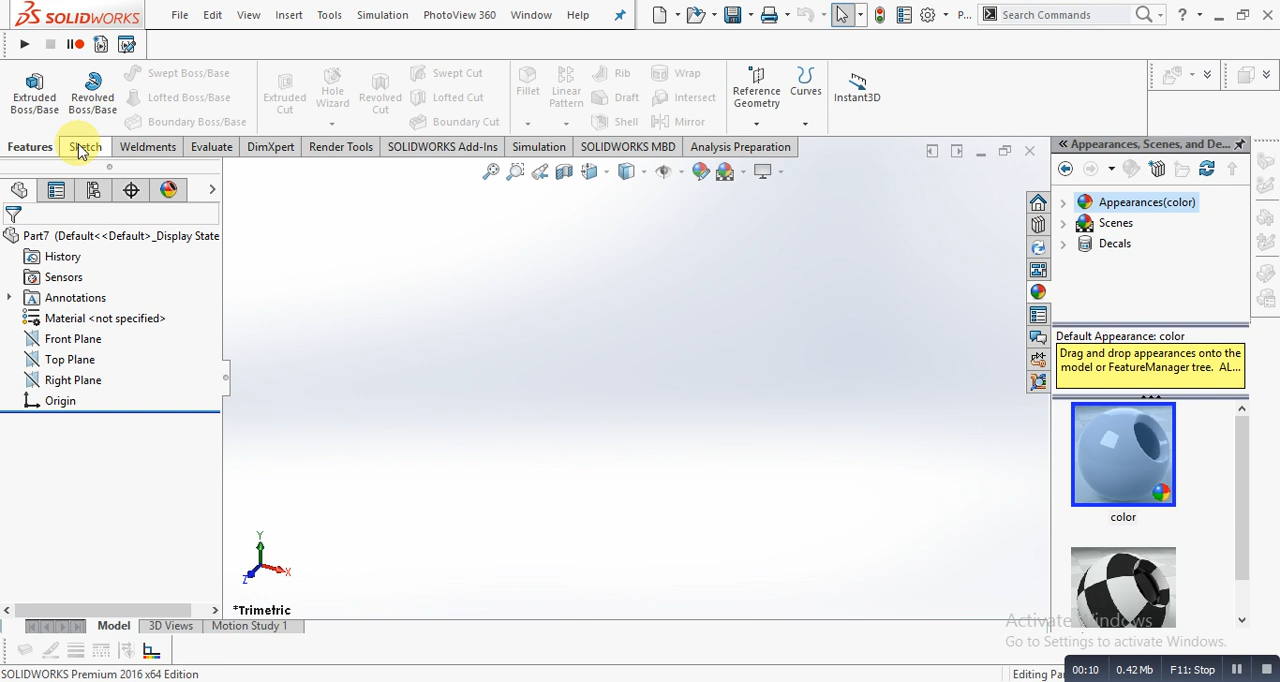 SOLIDWORKS File Edit View Insert Tools Simulation PhotoView 360 Window Help P... Search Commands ?
Extruded Boss/Base
Revolved Boss/Base
Swept Boss/Base
Lofted Boss/Base
Boundary Boss/Base
Extruded Cut
Hole Wizard
Revolved Cut
Swept Cut
Lofted Cut
Boundary Cut
Fillet
Linear Pattern
Rib
Draft
Shell
Wrap
Intersect
Mirror
Reference Geometry
Curves
Instant3D
Features Sketch Weldments Evaluate DimXpert Render Tools SOLIDWORKS Add-Ins Simulation SOLIDWORKS MBD Analysis Preparation
Part7 (Default<<Default>_Display State
History
Sensors
Annotations
Material <not specified>
Front Plane
Top Plane
Right Plane
Origin
Y
X
Z
*Trimetric
Appearances, Scenes, and De...
Appearances(color)
Scenes
Decals
Default Appearance: color
Drag and drop appearances onto the
model or FeatureManager tree. AL...
color
Model 3D Views Motion Study 1
Activate Windows
Go to Settings to activate Windows.
SOLIDWORKS Premium 2016 x64 Edition
Editing Pa
00:10 0.42 Mb F11: Stop